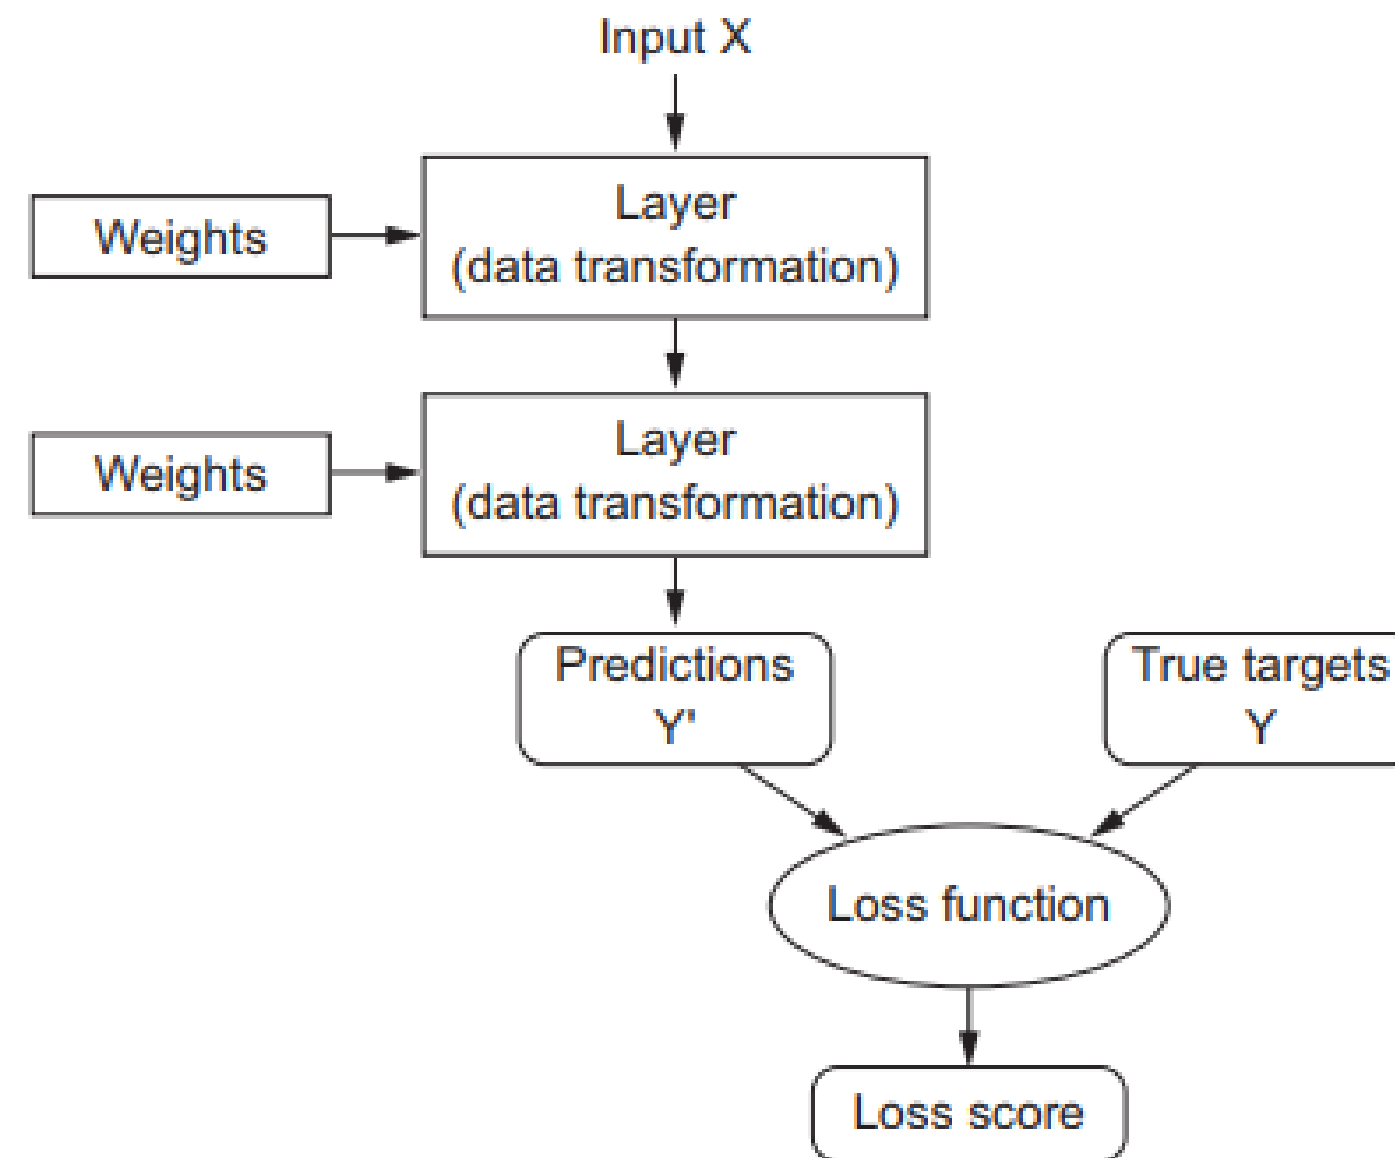 Input X
Weights
Layer
(data transformation)
Weights
Layer
(data transformation)
Predictions
Y'
True targets
Y
Loss function
Loss score